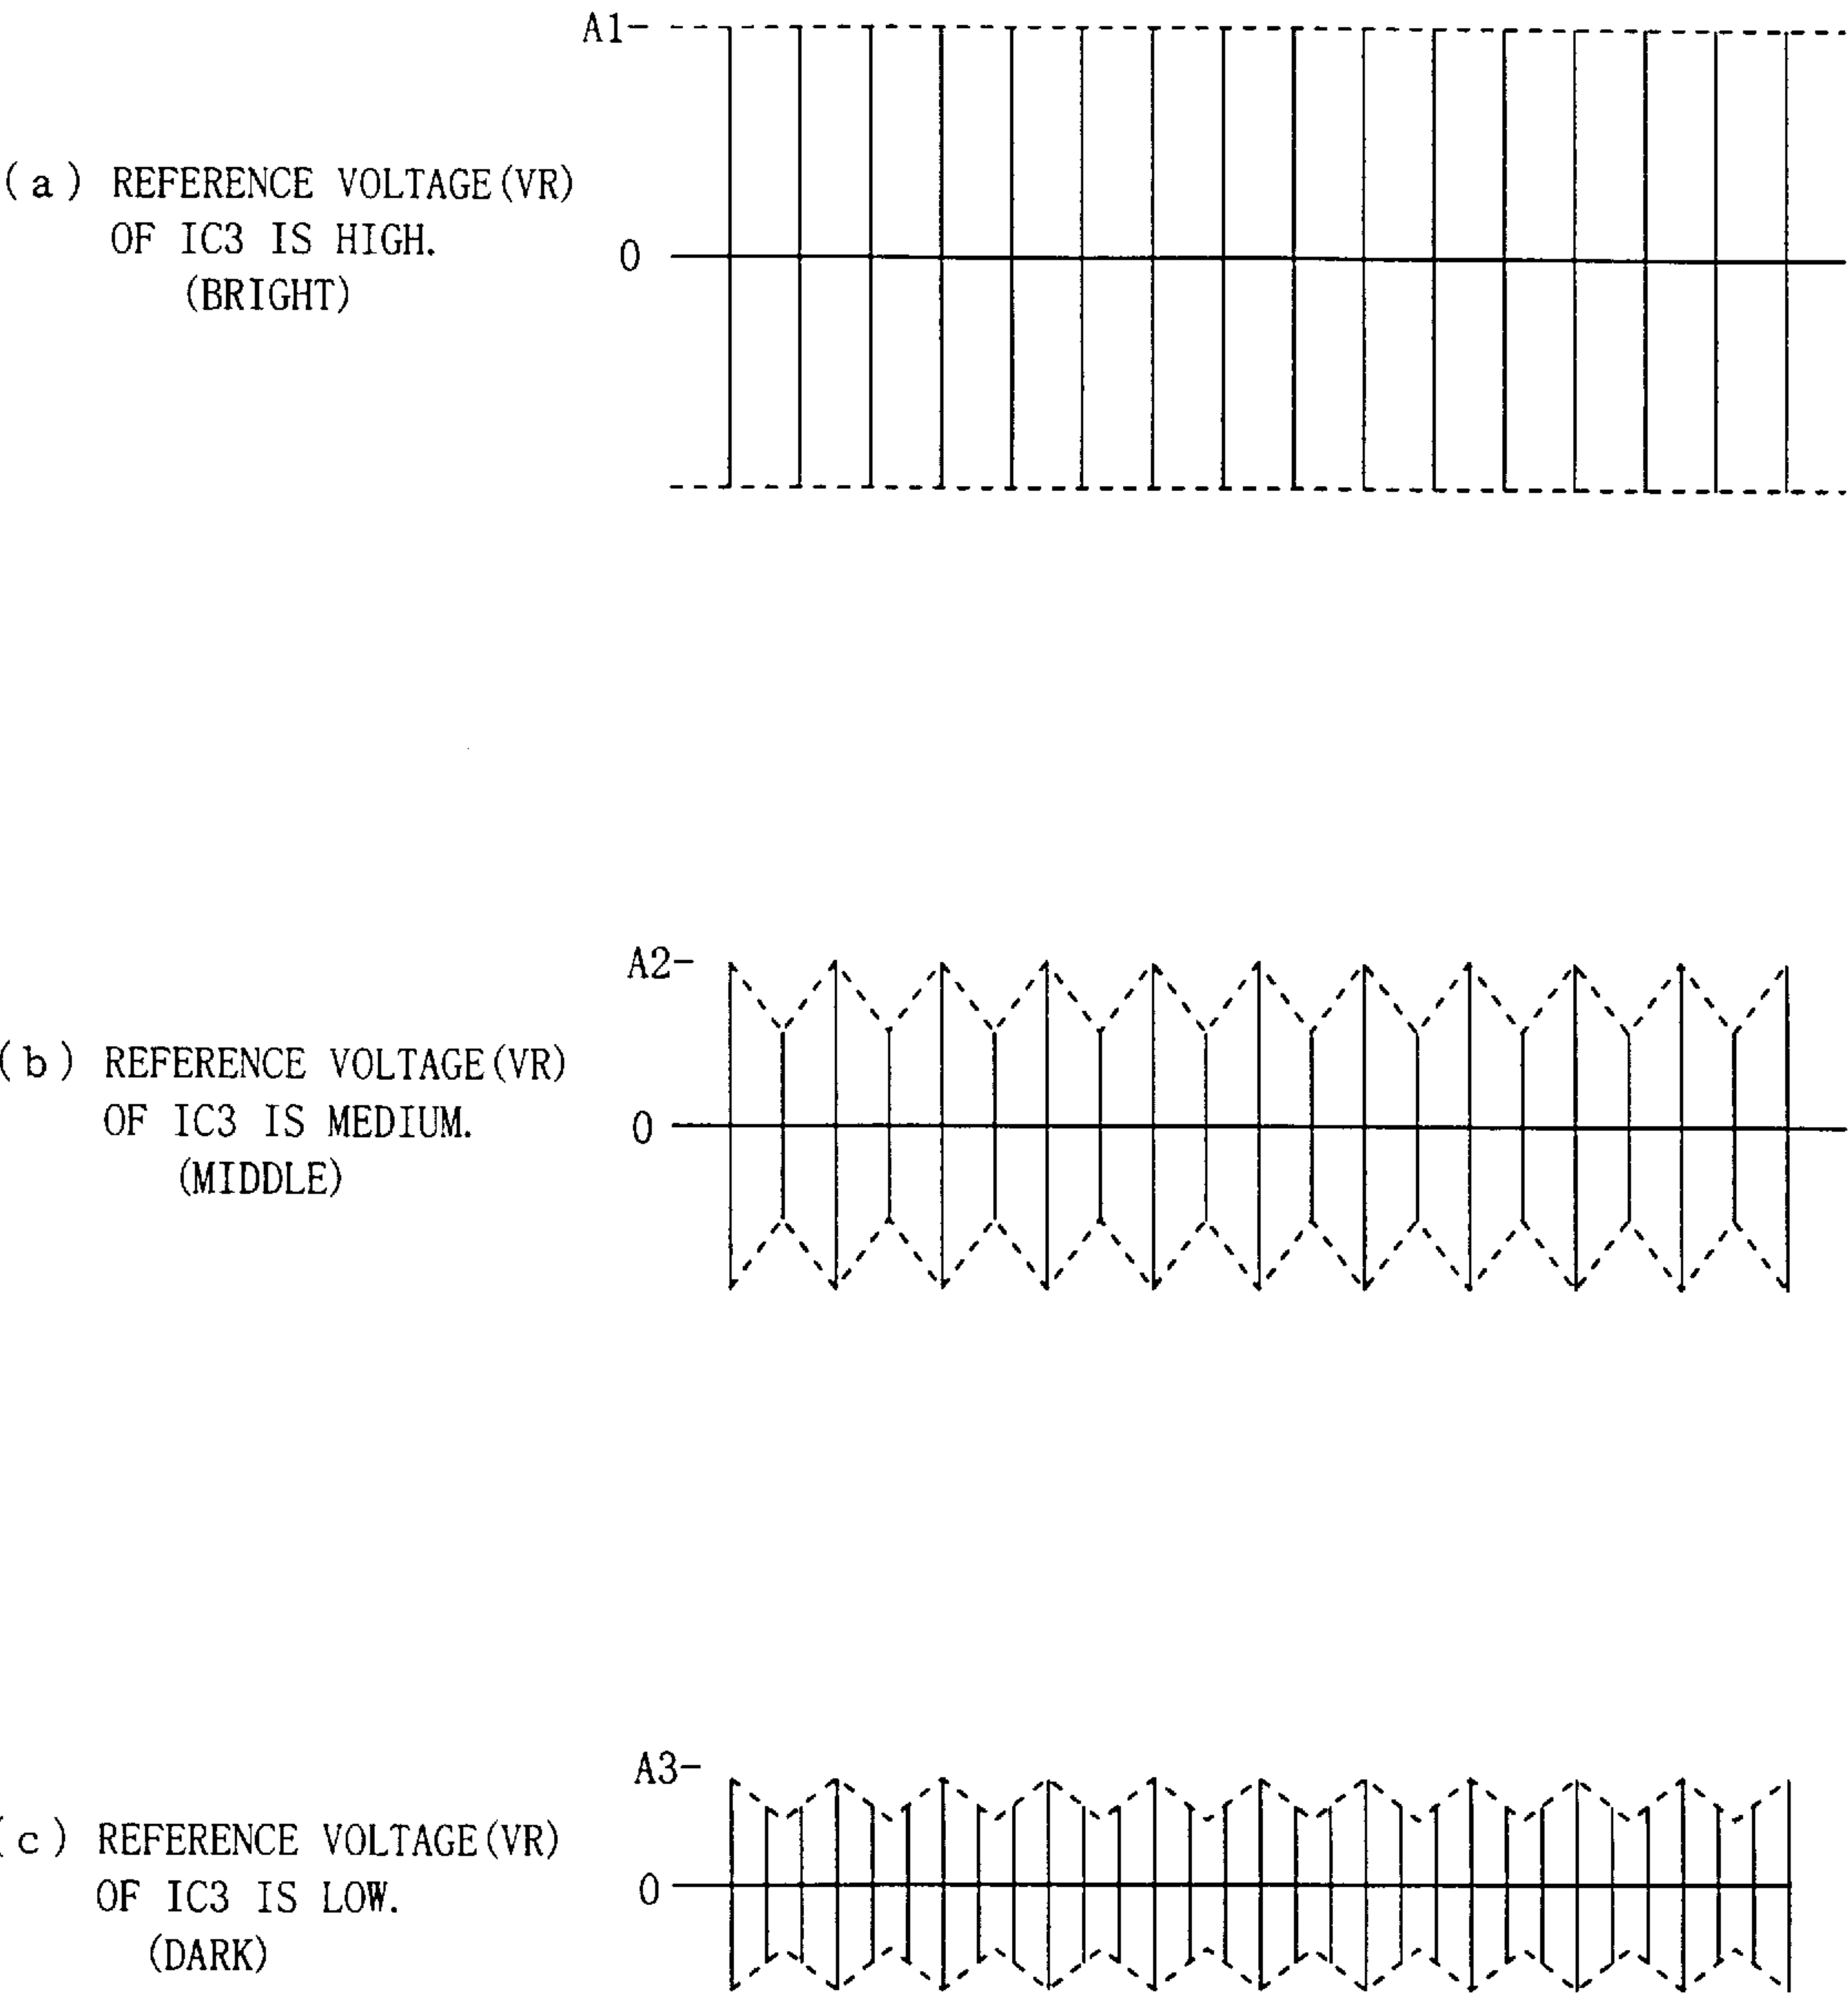 A1-
(a) REFERENCE VOLTAGE(VR)
OF IC3 IS HIGH.
(BRIGHT)
0
A2-
(b) REFERENCE VOLTAGE(VR)
OF IC3 IS MEDIUM.
(MIDDLE)
0
A3-
(c) REFERENCE VOLTAGE(VR)
OF IC3 IS LOW.
(DARK)
0